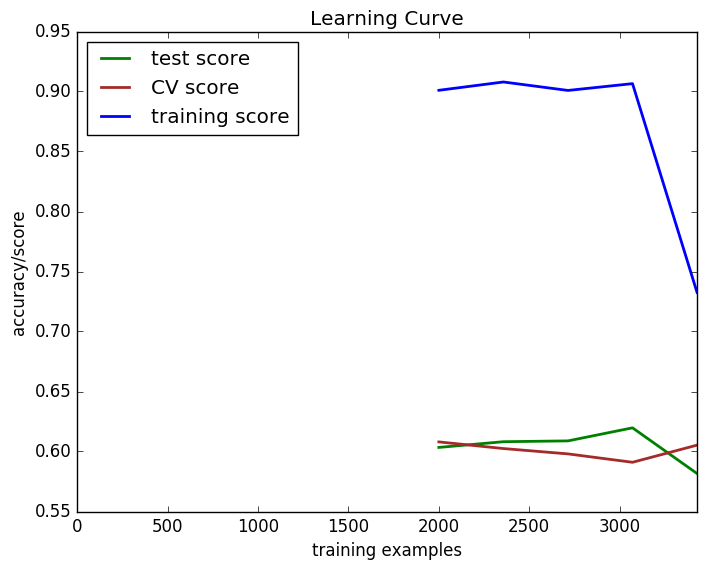 Learning Curve
test score
CV score
training score
accuracy/score
0.95
0.90
0.85
0.80
0.75
0.70
0.65
0.60
0.55
0 500 1000 1500 2000 2500 3000
training examples